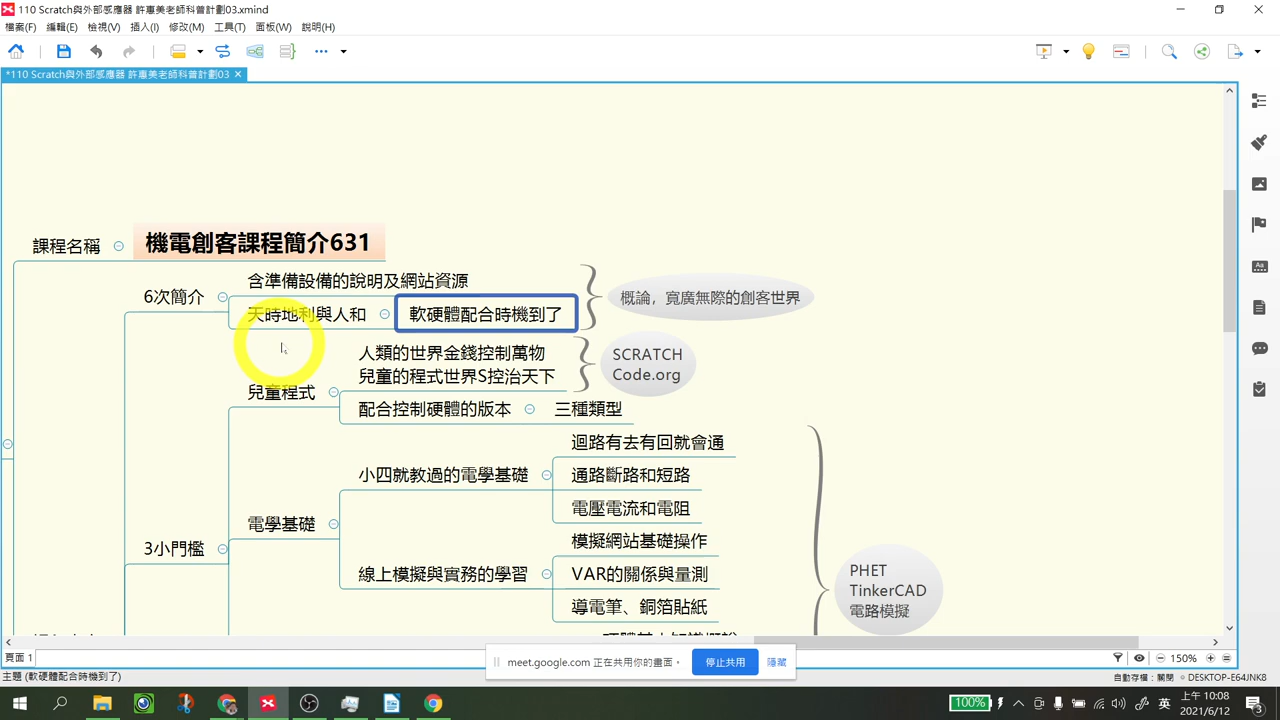 110 Scratch與外部感應器 許惠美老師科普計劃03.xmind
檔案(F) 編輯(E) 檢視(V) 插入(I) 修改(M) 工具(T) 面板(W) 說明(H)
*110 Scratch與外部感應器 許惠美老師科普計劃03
課程名稱
機電創客課程簡介631
6次簡介
含準備設備的說明及網站資源
天時地利與人和
軟硬體配合時機到了
概論，寬廣無際的創客世界
兒童程式
人類的世界金錢控制萬物
兒童的程式世界S控治天下
SCRATCH
Code.org
配合控制硬體的版本
三種類型
3小門檻
電學基礎
小四就教過的電學基礎
迴路有去有回就會通
通路斷路和短路
電壓電流和電阻
線上模擬與實務的學習
模擬網站基礎操作
VAR的關係與量測
導電筆、銅箔貼紙
PHET
TinkerCAD
電路模擬
頁面 1
meet.google.com 正在共用你的畫面。
停止共用
隱藏
150%
主題 (軟硬體配合時機到了)
自動存檔：關閉
DESKTOP-E64JNK8
100%
英
上午 10:08
2021/6/12
3